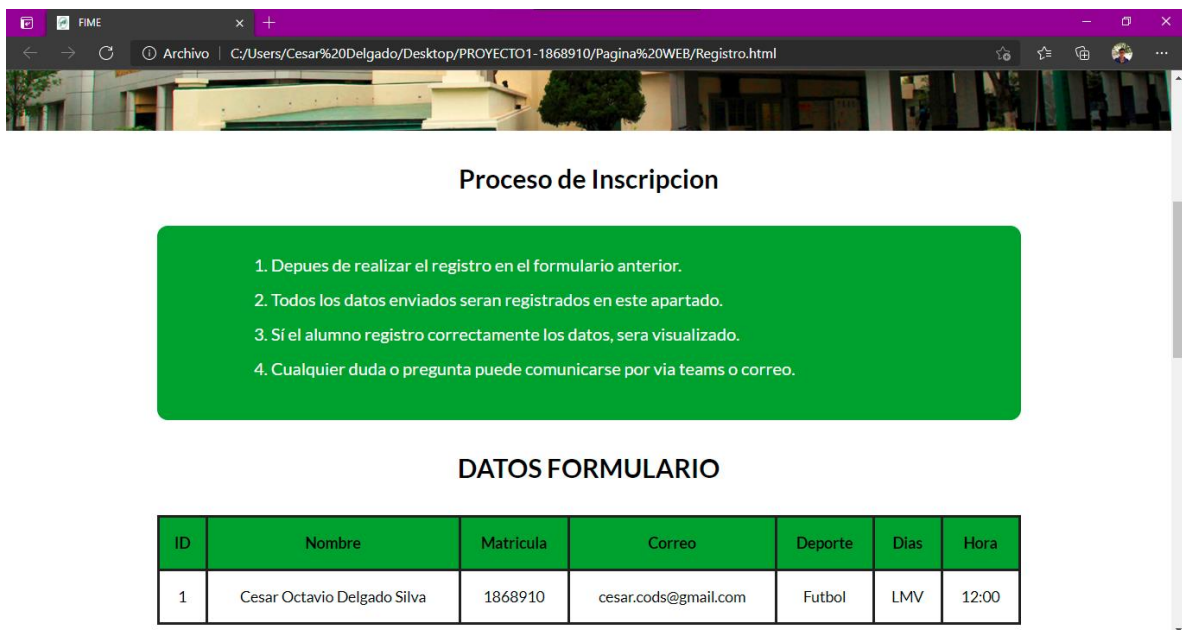 FIME
Archivo C:/Users/Cesar%20Delgado/Desktop/PROYECTO1-1868910/Pagina%20WEB/Registro.html
Proceso de Inscripcion
1. Depues de realizar el registro en el formulario anterior.
2. Todos los datos enviados seran registrados en este apartado.
3. Sí el alumno registro correctamente los datos, sera visualizado.
4. Cualquier duda o pregunta puede comunicarse por via teams o correo.
DATOS FORMULARIO
ID Nombre Matricula Correo Deporte Dias Hora
1 Cesar Octavio Delgado Silva 1868910 cesar.cods@gmail.com Futbol LMV 12:00